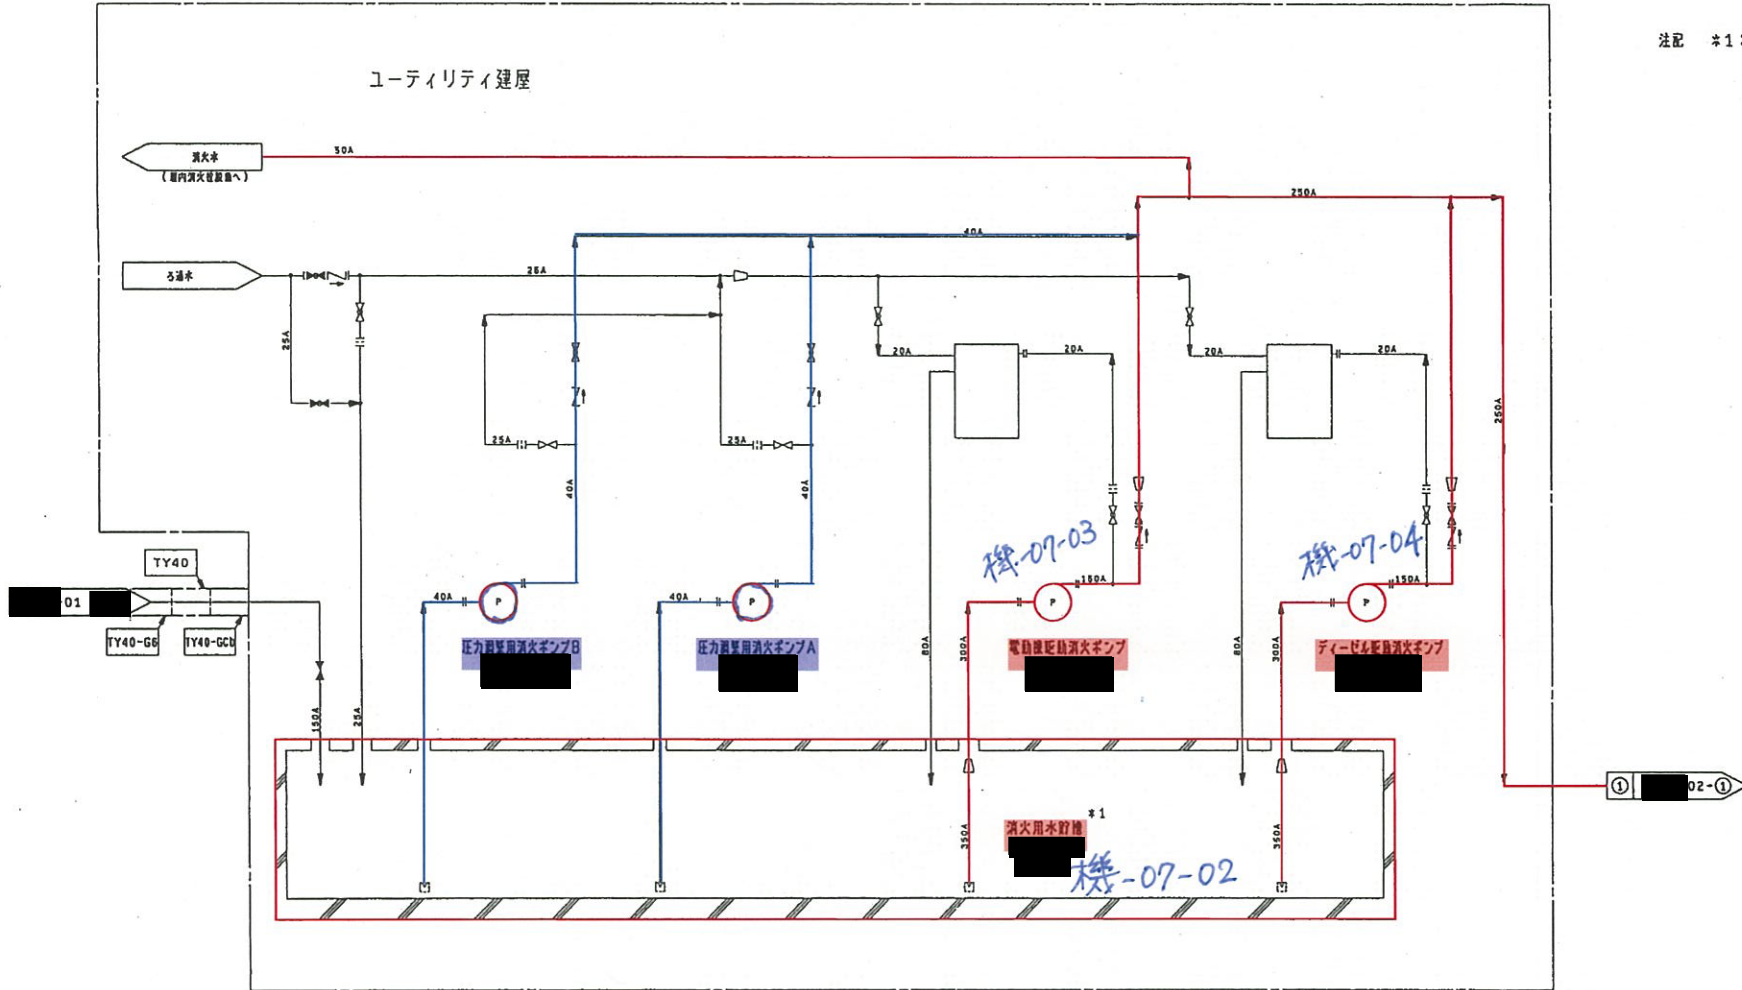 注記 *1:
ユーティリティ建屋
消火水
50A
(屋内消火栓設備へ)
250A
40A
ろ過水
25A
25A
20A
20A
20A
20A
250A
25A
25A
40A
40A
機-07-03
機-07-04
TY40
150A
150A
01
40A
P
40A
P
P
P
TY40-G6
TY40-GCb
圧力調整用消火ポンプB
圧力調整用消火ポンプA
電動機駆動消火ポンプ
ディーゼル駆動消火ポンプ
80A
300A
80A
300A
150A
25A
① 02-①
*1
消火用水貯槽
350A
350A
機-07-02